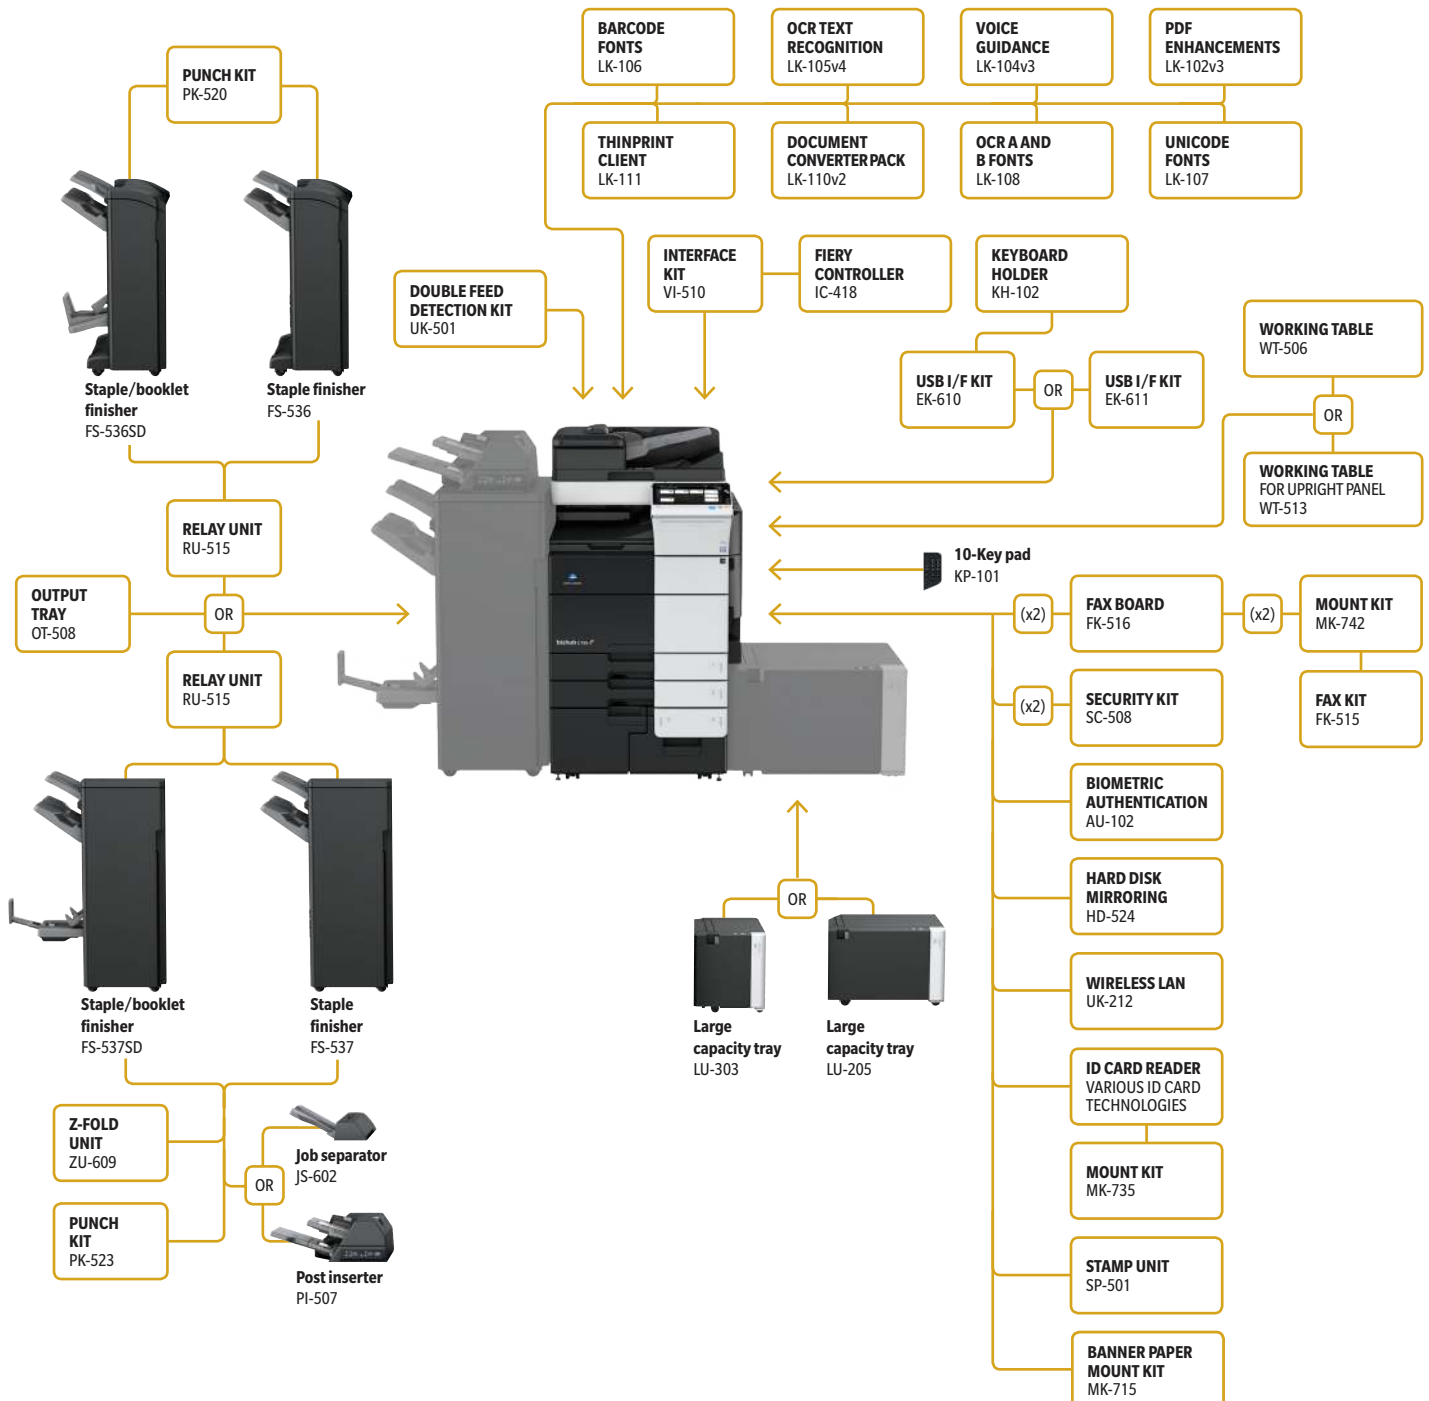 BARCODE
FONTS
LK-106
OCR TEXT
RECOGNITION
LK-105v4
VOICE
GUIDANCE
LK-104v3
PDF
ENHANCEMENTS
LK-102v3
PUNCH KIT
PK-520
THINPRINT
CLIENT
LK-111
DOCUMENT
CONVERTER PACK
LK-110v2
OCR A AND
B FONTS
LK-108
UNICODE
FONTS
LK-107
INTERFACE
KIT
VI-510
FIERY
CONTROLLER
IC-418
KEYBOARD
HOLDER
KH-102
DOUBLE FEED
DETECTION KIT
UK-501
WORKING TABLE
WT-506
USB I/F KIT
EK-610
OR
USB I/F KIT
EK-611
OR
WORKING TABLE
FOR UPRIGHT PANEL
WT-513
Staple/booklet
finisher
FS-536SD
Staple finisher
FS-536
RELAY UNIT
RU-515
10-Key pad
KP-101
OUTPUT
TRAY
OT-508
OR
(x2)
FAX BOARD
FK-516
(x2)
MOUNT KIT
MK-742
RELAY UNIT
RU-515
(x2)
SECURITY KIT
SC-508
FAX KIT
FK-515
BIOMETRIC
AUTHENTICATION
AU-102
HARD DISK
MIRRORING
HD-524
OR
WIRELESS LAN
UK-212
Staple/booklet
finisher
FS-537SD
Staple
finisher
FS-537
Large
capacity tray
LU-303
Large
capacity tray
LU-205
ID CARD READER
VARIOUS ID CARD
TECHNOLOGIES
Z-FOLD
UNIT
ZU-609
Job separator
JS-602
OR
MOUNT KIT
MK-735
PUNCH
KIT
PK-523
Post inserter
PI-507
STAMP UNIT
SP-501
BANNER PAPER
MOUNT KIT
MK-715